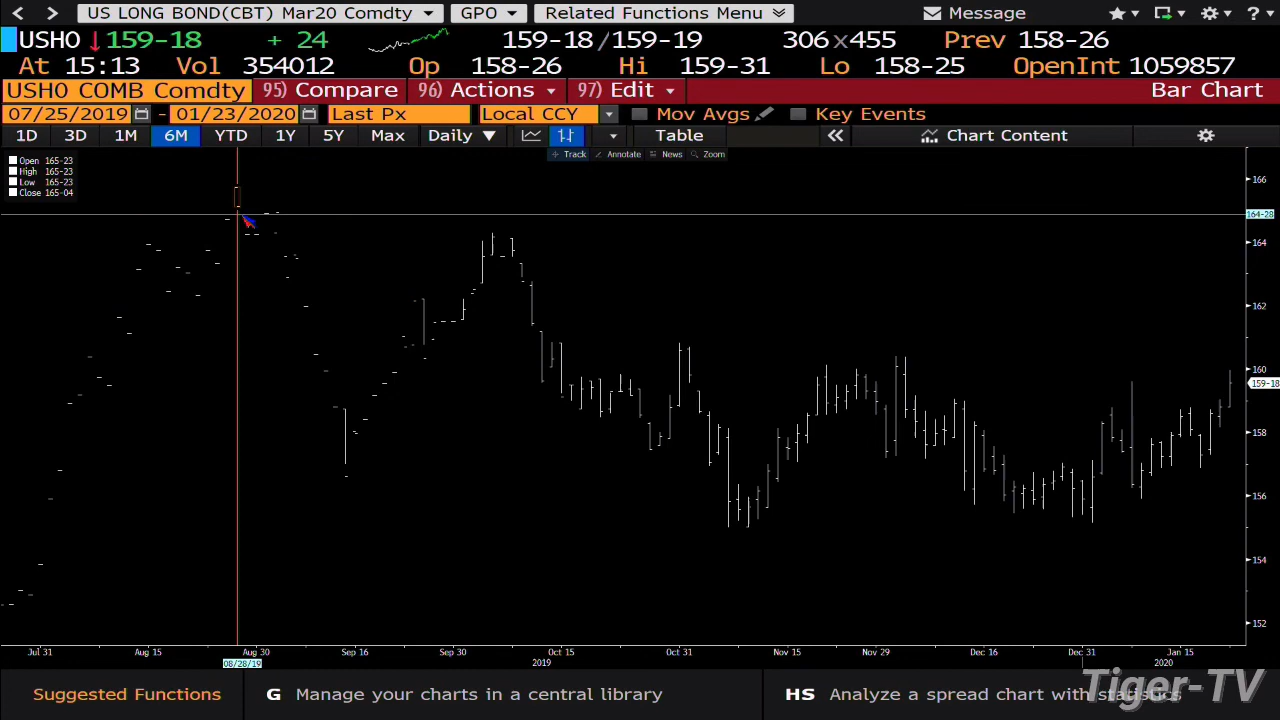 US LONG BOND(CBT) Mar20 Comdty GPO Related Functions Menu Message
USH0 159-18 + 24 159-18/159-19 306x455 Prev 158-26
At 15:13 Vol 354012 Op 158-26 Hi 159-31 Lo 158-25 OpenInt 1059857
USH0 COMB Comdty 95) Compare 96) Actions 97) Edit Bar Chart
07/25/2019 - 01/23/2020 Last Px Local CCY Mov Avgs Key Events
1D 3D 1M 6M YTD 1Y 5Y Max Daily Table Chart Content
Track Annotate News Zoom
Open 165-23
High 165-23
Low 165-23
Close 165-04
166
164-28
164
162
160
159-18
158
156
154
152
Jul 31 Aug 15 Aug 30 Sep 16 Sep 30 Oct 15 Oct 31 Nov 15 Nov 29 Dec 16 Dec 31 Jan 15
08/28/19 2019 2020
Suggested Functions G Manage your charts in a central library HS Analyze a spread chart with statistics
Tiger-TV